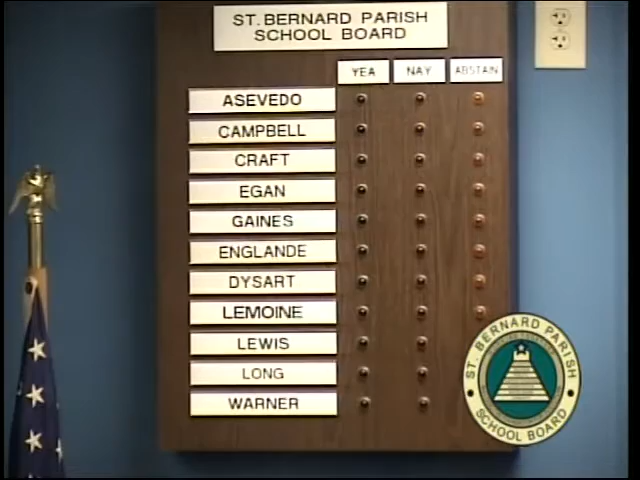 ST. BERNARD PARISH
SCHOOL BOARD
YEA NAY ABSTAIN
ASEVEDO
CAMPBELL
CRAFT
EGAN
GAINES
ENGLANDE
DYSART
LEMOINE
LEWIS
LONG
WARNER
ST. BERNARD PARISH
SCHOOL BOARD